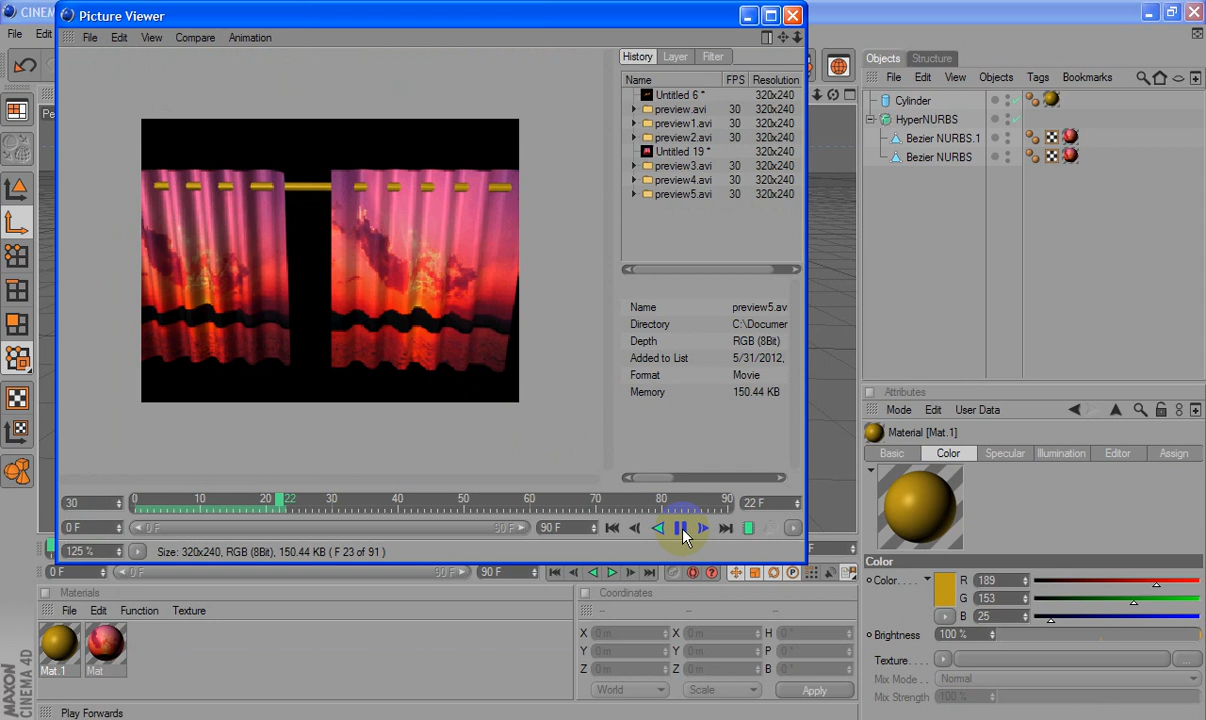 CINEM
Picture Viewer
File Edit
File Edit View Compare Animation
Pe
History Layer Filter
Name FPS Resolution
Untitled 6 * 320x240
preview.avi 30 320x240
preview1.avi 30 320x240
preview2.avi 30 320x240
Untitled 19 * 320x240
preview3.avi 30 320x240
preview4.avi 30 320x240
preview5.avi 30 320x240
Name preview5.av
Directory C:\Documer
Depth RGB (8Bit)
Added to List 5/31/2012,
Format Movie
Memory 150.44 KB
30 0 10 20 22 30 40 50 60 70 80 90 22 F
0 F 0 F 90 F 90 F
125 % Size: 320x240, RGB (8Bit), 150.44 KB ( F 23 of 91 )
0 F 0 F 90 F 90 F
Objects Structure
File Edit View Objects Tags Bookmarks
Cylinder
HyperNURBS
Bezier NURBS.1
Bezier NURBS
Attributes
Mode Edit User Data
Material [Mat.1]
Basic Color Specular Illumination Editor Assign
Color
Color. . . . R 189
G 153
B 25
Brightness 100 %
Texture. . . . . ...
Mix Mode . Normal
Mix Strength 100 %
Materials
File Edit Function Texture
Mat.1 Mat
Coordinates
-- -- --
X 0 m X 0 m H 0 °
Y 0 m Y 0 m P 0 °
Z 0 m Z 0 m B 0 °
World Scale Apply
MAXON
CINEMA 4D
Play Forwards